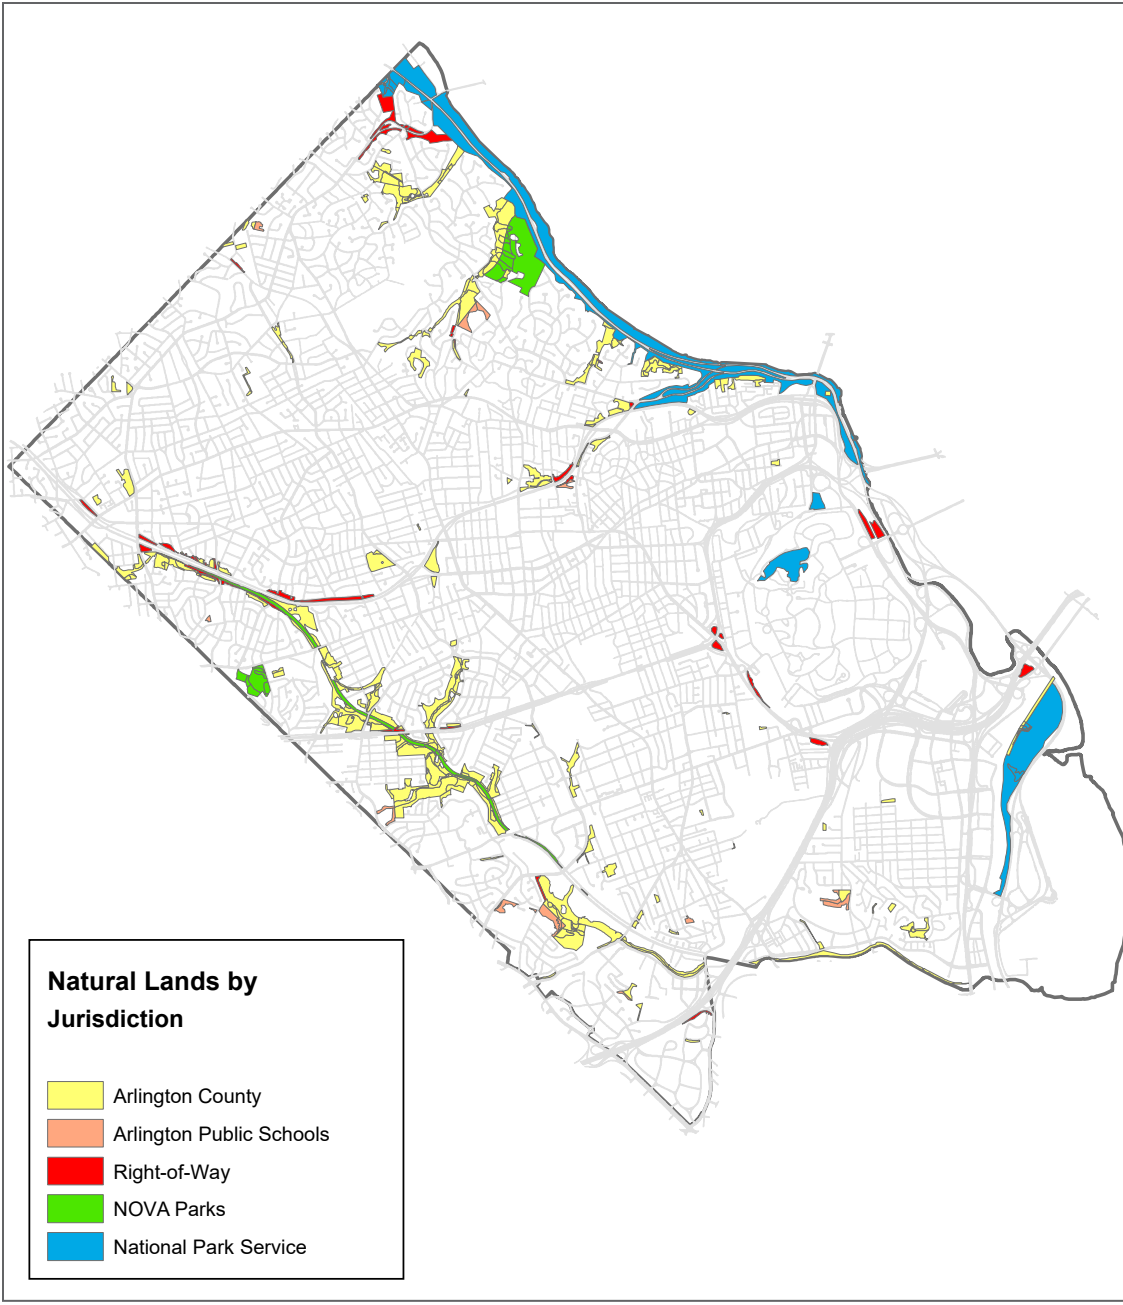 Natural Lands by
Jurisdiction
Arlington County
Arlington Public Schools
Right-of-Way
NOVA Parks
National Park Service